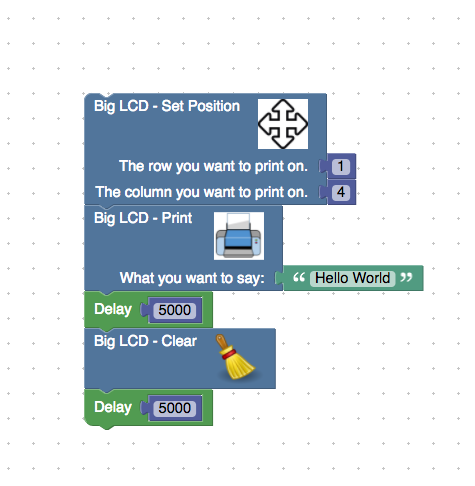 Big LCD - Set Position
The row you want to print on. 1
The column you want to print on. 4
Big LCD - Print
What you want to say: “ Hello World ”
Delay 5000
Big LCD - Clear
Delay 5000